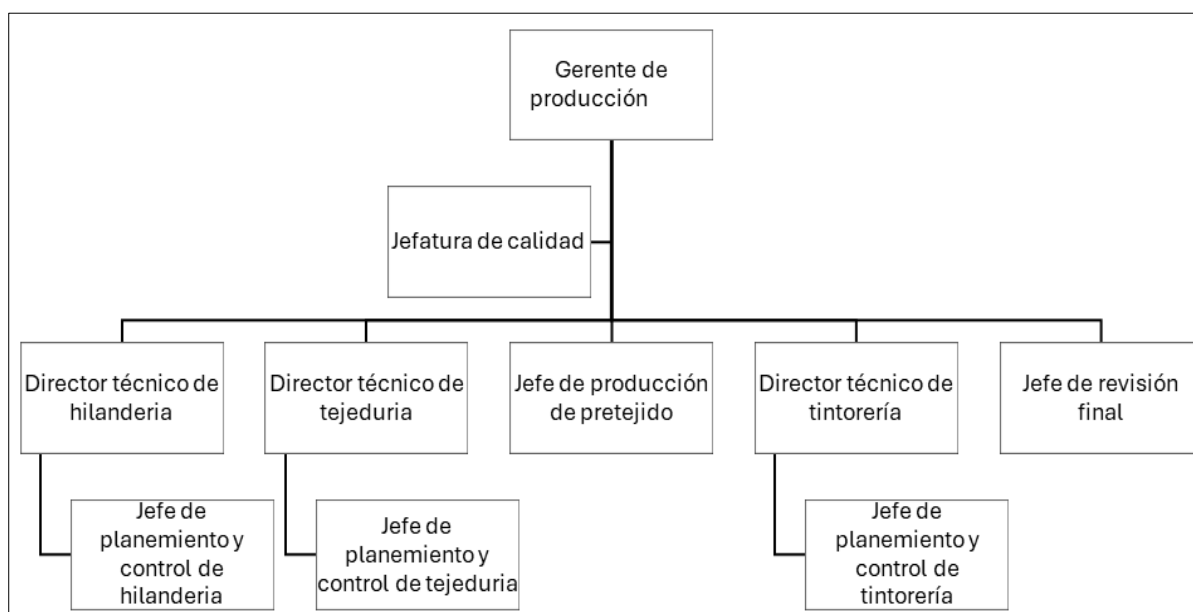 Gerente de
producción
Jefatura de calidad
Director técnico de
hilanderia
Director técnico de
tejeduria
Jefe de producción
de pretejido
Director técnico de
tintorería
Jefe de revisión
final
Jefe de
planemiento y
control de
hilanderia
Jefe de
planemiento y
control de tejeduria
Jefe de
planemiento y
control de
tintorería